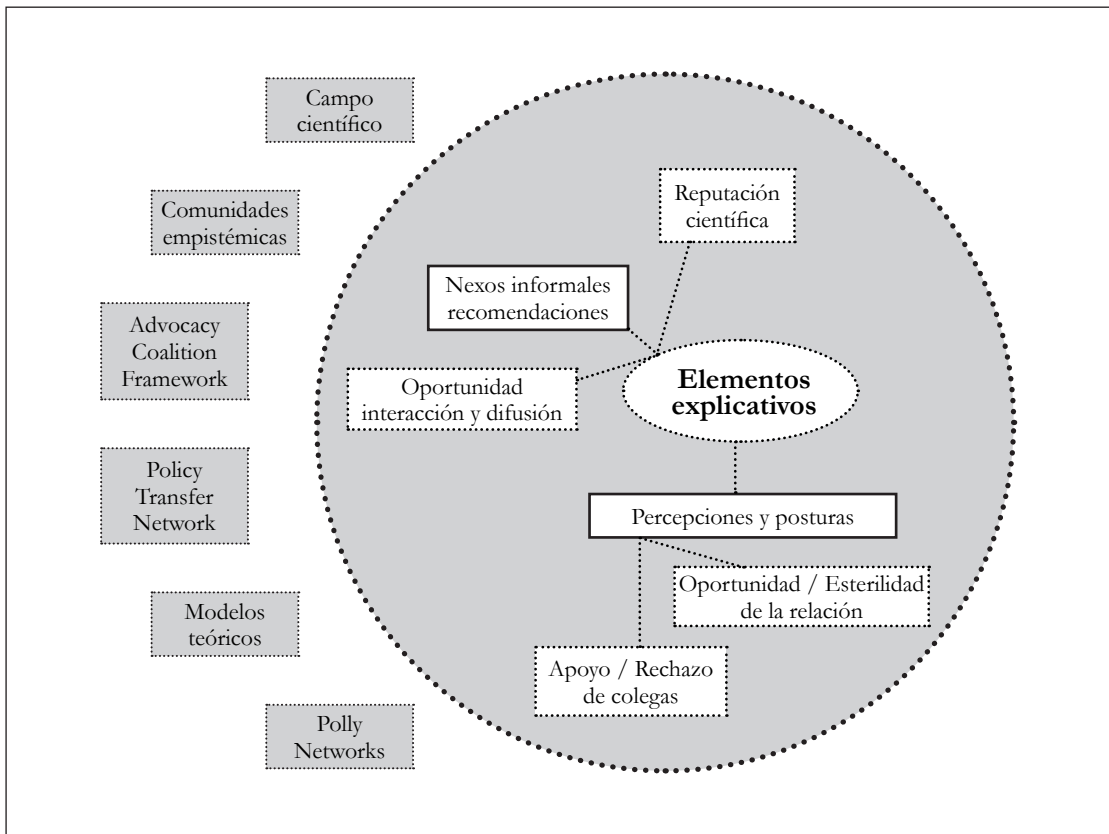 Campo
científico
Comunidades
empistémicas
Advocacy
Coalition
Framework
Policy
Transfer
Network
Modelos
teóricos
Polly
Networks
Reputación
científica
Nexos informales
recomendaciones
Oportunidad
interacción y difusión
Elementos
explicativos
Percepciones y posturas
Oportunidad / Esterilidad
de la relación
Apoyo / Rechazo
de colegas